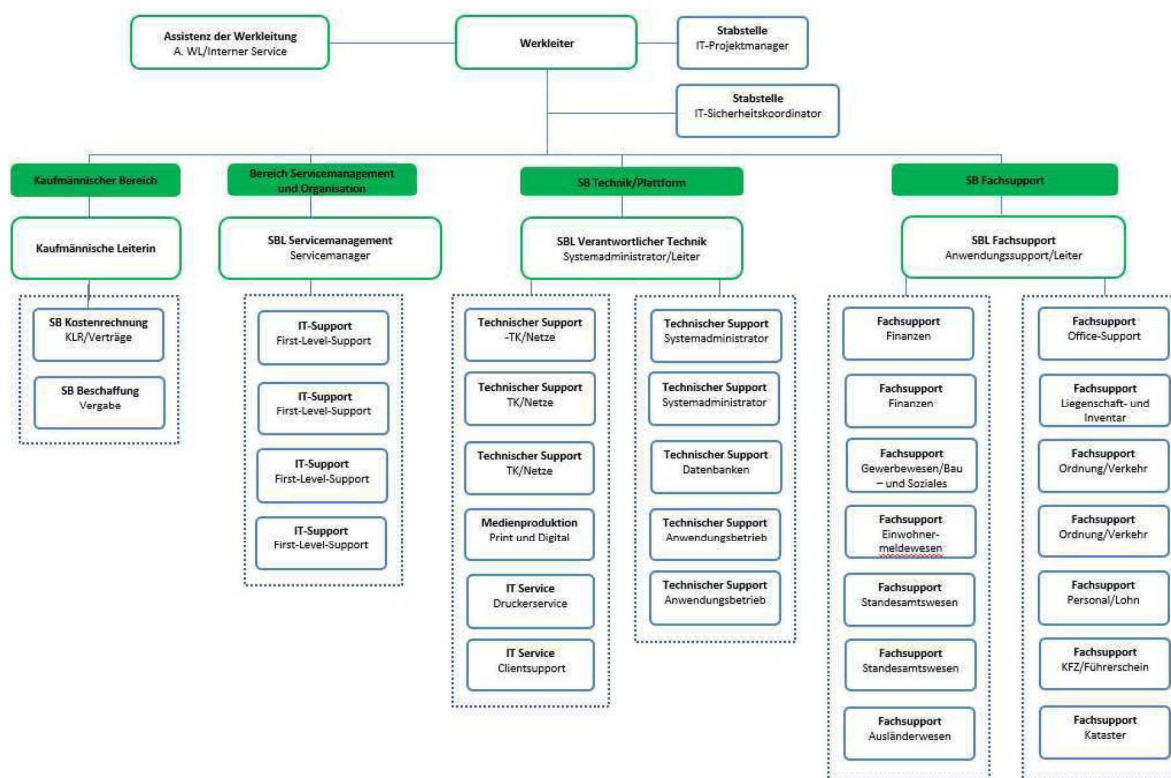 Assistenz der Werkleitung
A. WL/Interner Service
Werkleiter
Stabstelle
IT-Projektmanager
Stabstelle
IT-Sicherheitskoordinator
Kaufmännischer Bereich
Bereich Servicemanagement
und Organisation
SB Technik/Plattform
SB Fachsupport
Kaufmännische Leiterin
SBL Servicemanagement
Servicemanager
SBL Verantwortlicher Technik
Systemadministrator/Leiter
SBL Fachsupport
Anwendungssupport/Leiter
SB Kostenrechnung
KLR/Verträge
SB Beschaffung
Vergabe
IT-Support
First-Level-Support
IT-Support
First-Level-Support
IT-Support
First-Level-Support
IT-Support
First-Level-Support
Technischer Support
-TK/Netze
Technischer Support
TK/Netze
Technischer Support
TK/Netze
Medienproduktion
Print und Digital
IT Service
Druckerservice
IT Service
Clientsupport
Technischer Support
Systemadministrator
Technischer Support
Systemadministrator
Technischer Support
Datenbanken
Technischer Support
Anwendungsbetrieb
Technischer Support
Anwendungsbetrieb
Fachsupport
Finanzen
Fachsupport
Finanzen
Fachsupport
Gewerbewesen/Bau
– und Soziales
Fachsupport
Einwohner-
meldewesen
Fachsupport
Standesamtswesen
Fachsupport
Standesamtswesen
Fachsupport
Ausländerwesen
Fachsupport
Office-Support
Fachsupport
Liegenschaft- und
Inventar
Fachsupport
Ordnung/Verkehr
Fachsupport
Ordnung/Verkehr
Fachsupport
Personal/Lohn
Fachsupport
KFZ/Führerschein
Fachsupport
Kataster